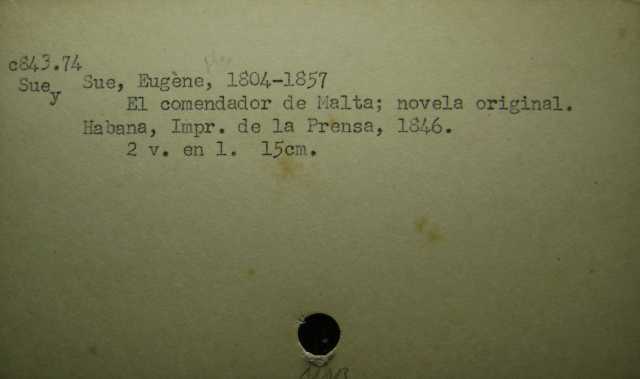 c843.74
Sue y Sue, Eugène, 1804-1857
El comendador de Malta; novela original.
Habana, Impr. de la Prensa, 1846.
2 v. en 1. 15cm.